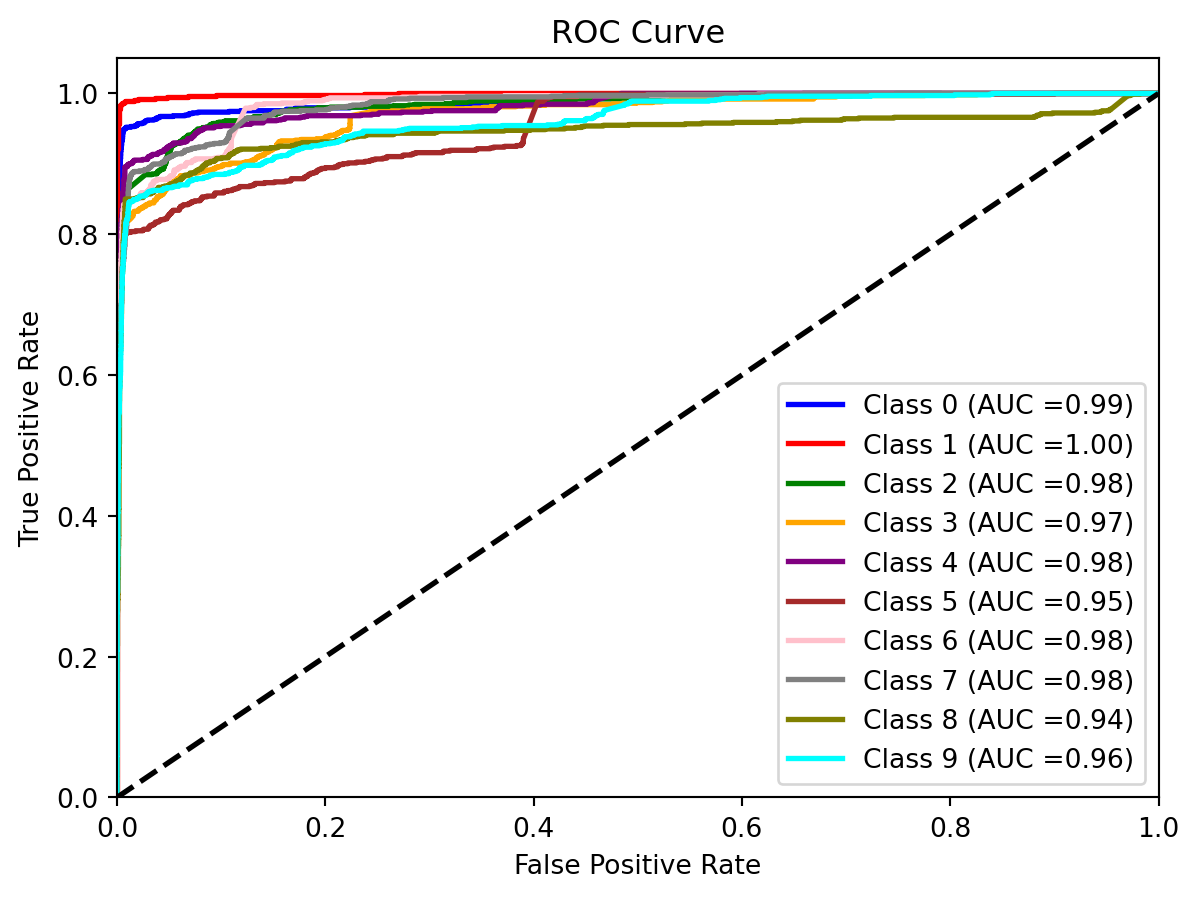 ROC Curve
1.0
0.8
0.6
0.4
0.2
0.0
True Positive Rate
0.0 0.2 0.4 0.6 0.8 1.0
False Positive Rate
Class 0 (AUC =0.99)
Class 1 (AUC =1.00)
Class 2 (AUC =0.98)
Class 3 (AUC =0.97)
Class 4 (AUC =0.98)
Class 5 (AUC =0.95)
Class 6 (AUC =0.98)
Class 7 (AUC =0.98)
Class 8 (AUC =0.94)
Class 9 (AUC =0.96)